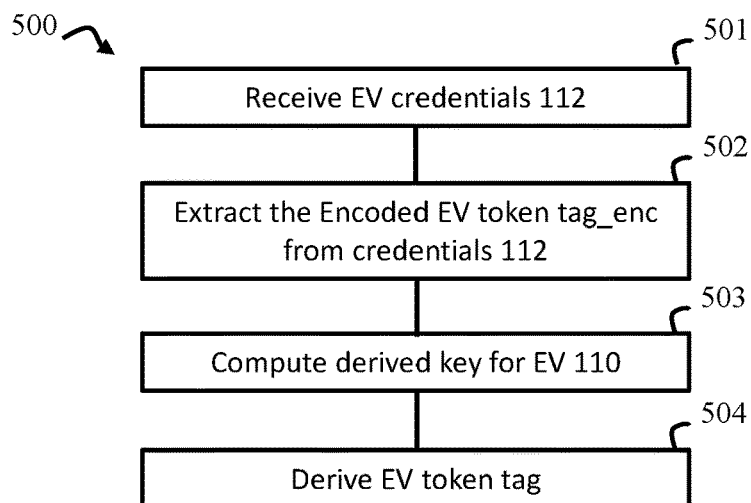 500
501
Receive EV credentials 112
502
Extract the Encoded EV token tag_enc
from credentials 112
503
Compute derived key for EV 110
504
Derive EV token tag